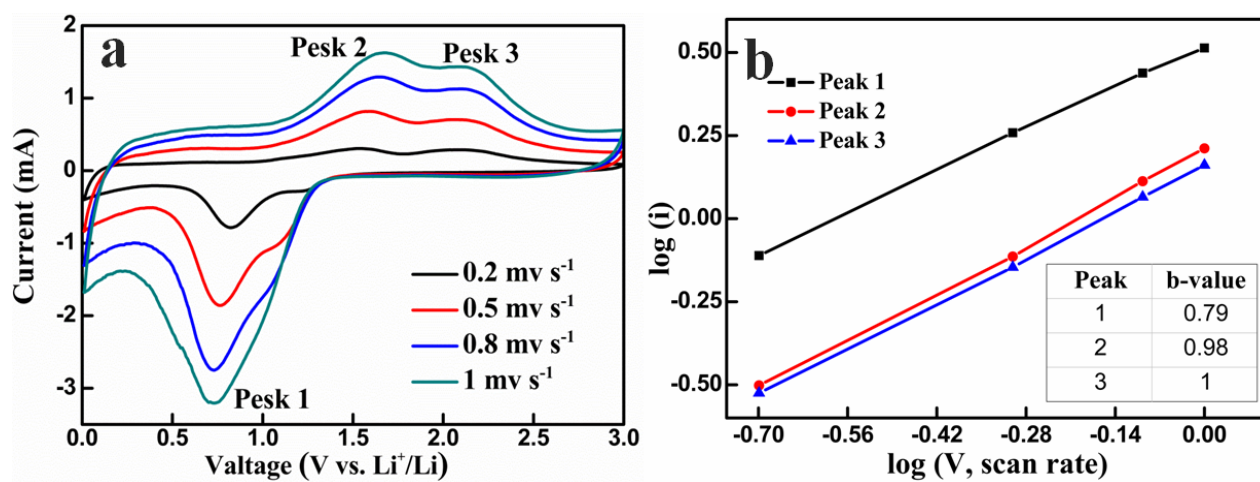 a
Pesk 2
Pesk 3
Pesk 1
0.2 mv s⁻¹
0.5 mv s⁻¹
0.8 mv s⁻¹
1 mv s⁻¹
2
1
0
-1
-2
-3
-4
Current (mA)
0.0 0.5 1.0 1.5 2.0 2.5 3.0
Valtage (V vs. Li⁺/Li)
b
Peak 1
Peak 2
Peak 3
0.50
0.25
0.00
-0.25
-0.50
log (i)
Peak b-value
1 0.79
2 0.98
3 1
-0.70 -0.56 -0.42 -0.28 -0.14 0.00
log (V, scan rate)